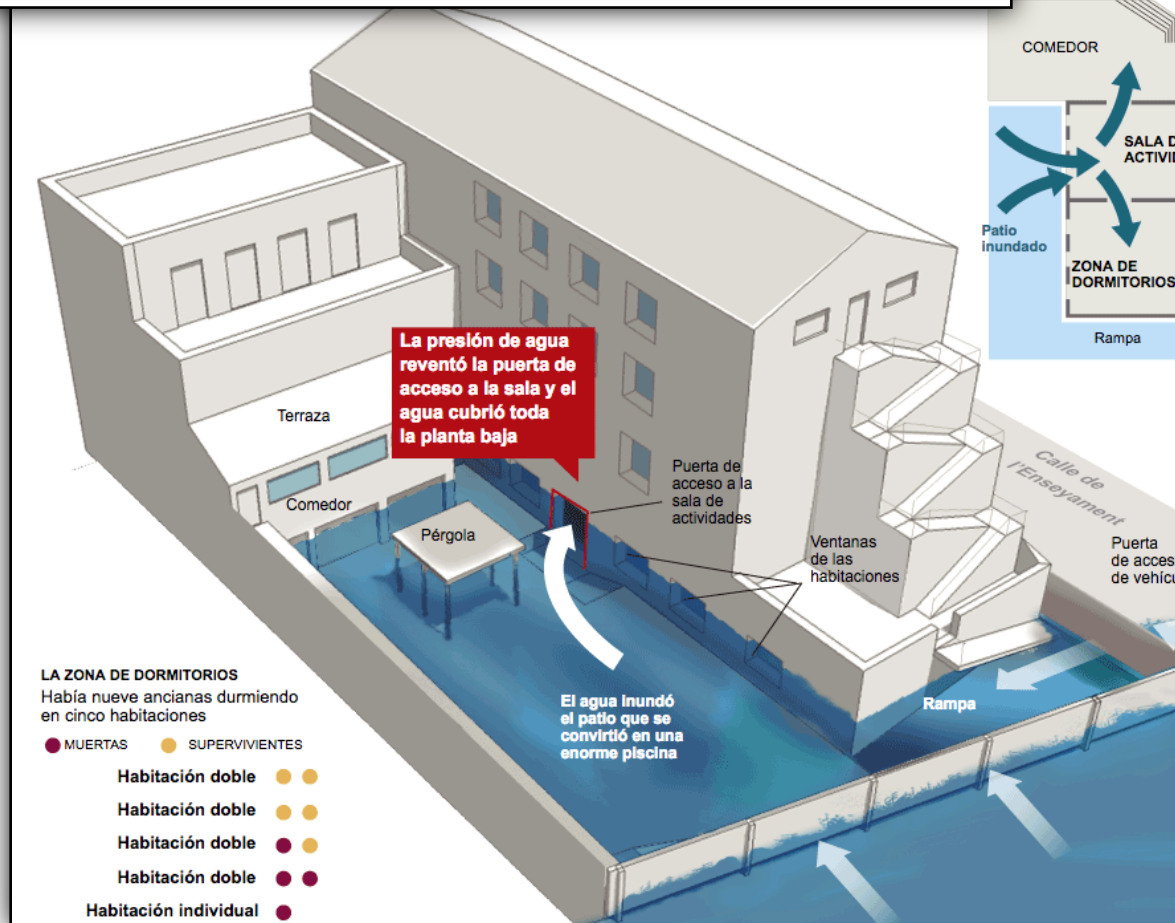 COMEDOR
SALA D
ACTIVI
Patio
inundado
ZONA DE
DORMITORIOS
Rampa
La presión de agua
reventó la puerta de
acceso a la sala y el
agua cubrió toda
la planta baja
Terraza
Comedor
Pérgola
Puerta de
acceso a la
sala de
actividades
Ventanas
de las
habitaciones
Calle de
l'Enseyament
Puerta
de acces
de vehícu
Rampa
El agua inundó
el patio que se
convirtió en una
enorme piscina
LA ZONA DE DORMITORIOS
Había nueve ancianas durmiendo
en cinco habitaciones
MUERTAS SUPERVIVIENTES
Habitación doble
Habitación doble
Habitación doble
Habitación doble
Habitación individual